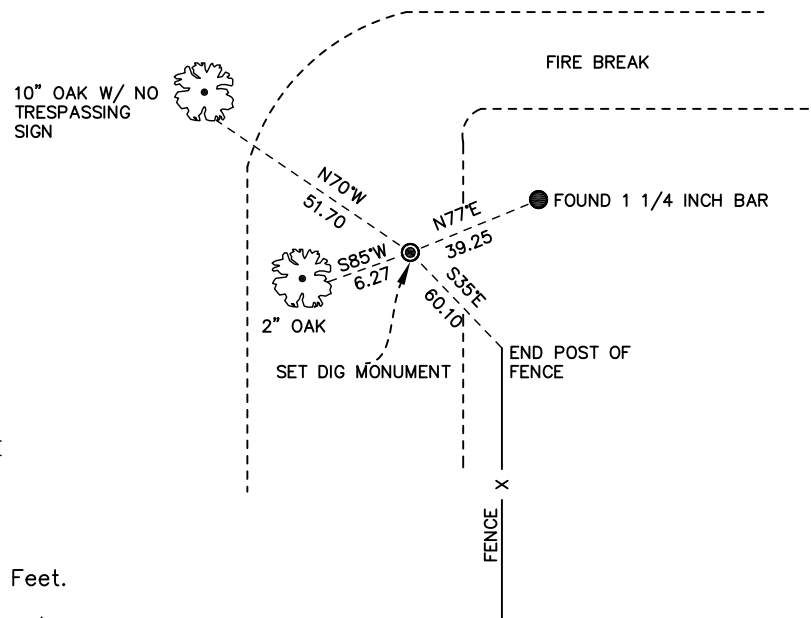 FIRE BREAK
10" OAK W/ NO
TRESPASSING
SIGN
N70°W
51.70
N77°E
39.25
FOUND 1 1/4 INCH BAR
S85°W
6.27
S35°E
60.10
2" OAK
SET DIG MONUMENT
END POST OF
FENCE
X
FENCE
Feet.